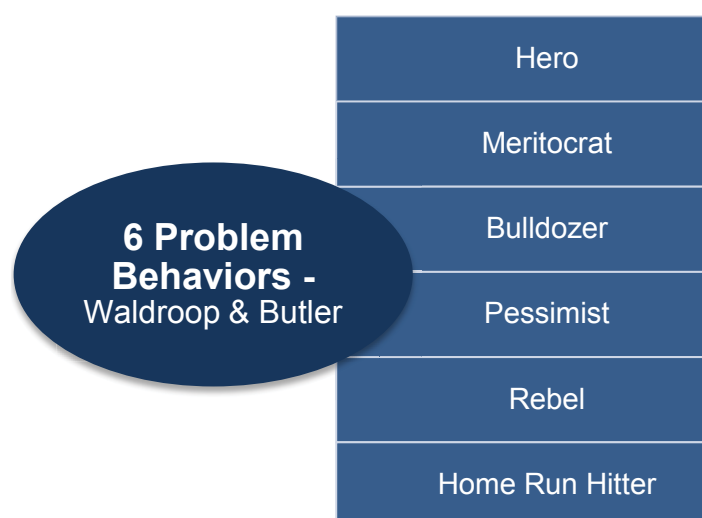 6 Problem
Behaviors -
Waldroop & Butler
Hero
Meritocrat
Bulldozer
Pessimist
Rebel
Home Run Hitter